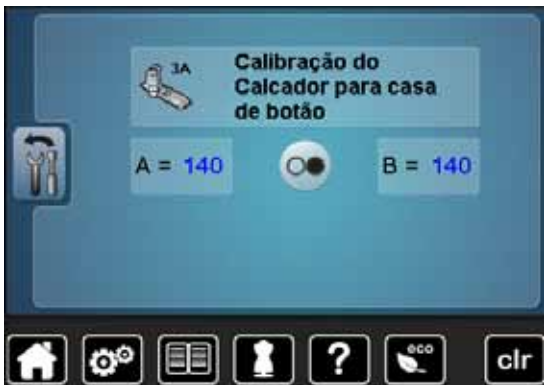 3A
Calibração do
Calcador para casa
de botão
A = 140
B = 140
?
eco
clr